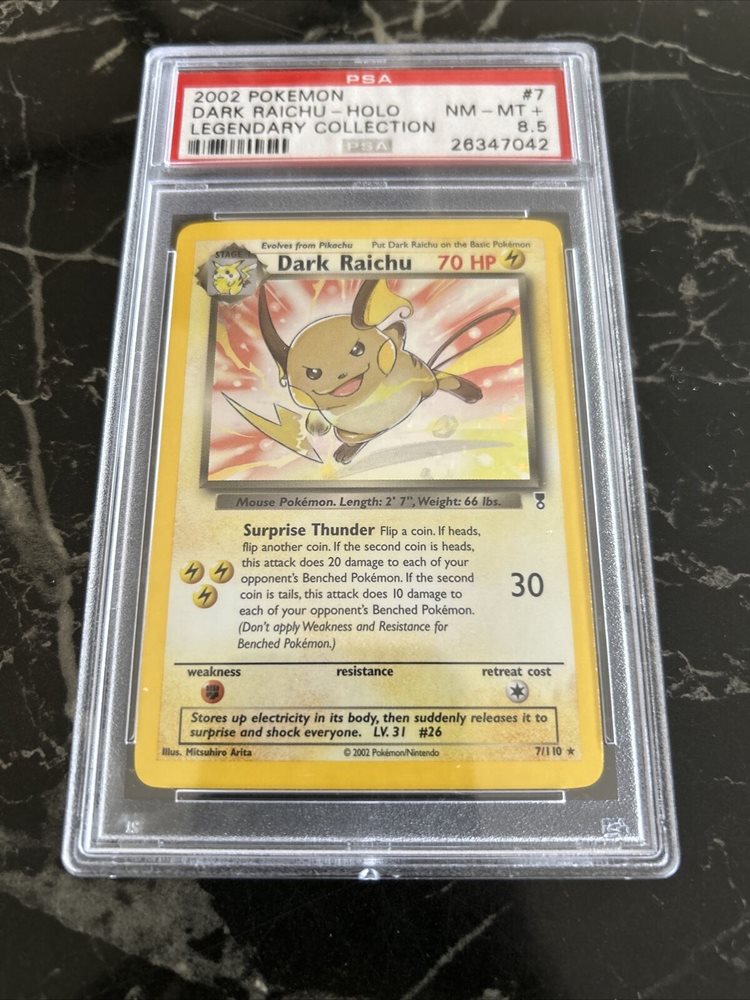 PSA
2002 POKEMON #7
DARK RAICHU - HOLO NM - MT +
LEGENDARY COLLECTION 8.5
PSA 26347042
Evolves from Pikachu Put Dark Raichu on the Basic Pokémon
STAGE 1
Dark Raichu 70 HP
Mouse Pokémon. Length: 2' 7", Weight: 66 lbs.
Surprise Thunder Flip a coin. If heads,
flip another coin. If the second coin is heads,
this attack does 20 damage to each of your
opponent's Benched Pokémon. If the second
coin is tails, this attack does 10 damage to
each of your opponent's Benched Pokémon.
(Don't apply Weakness and Resistance for
Benched Pokémon.)
30
weakness resistance retreat cost
Stores up electricity in its body, then suddenly releases it to
surprise and shock everyone. LV. 31 #26
Illus. Mitsuhiro Arita © 2002 Pokémon/Nintendo 7/110 ★